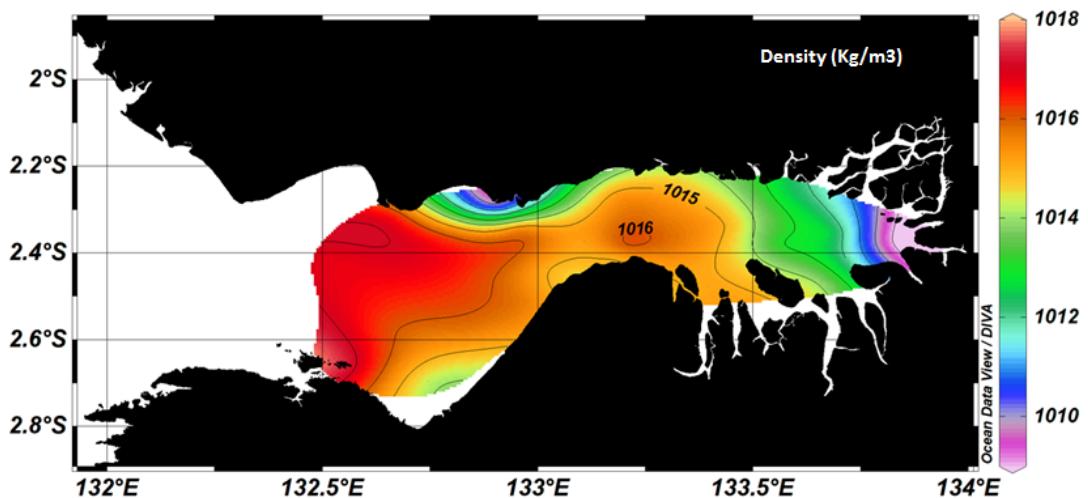 Density (Kg/m3)
2°S
2.2°S
2.4°S
2.6°S
2.8°S
1015
1016
132°E
132.5°E
133°E
133.5°E
134°E
Ocean Data View / DIVA
1018
1016
1014
1012
1010